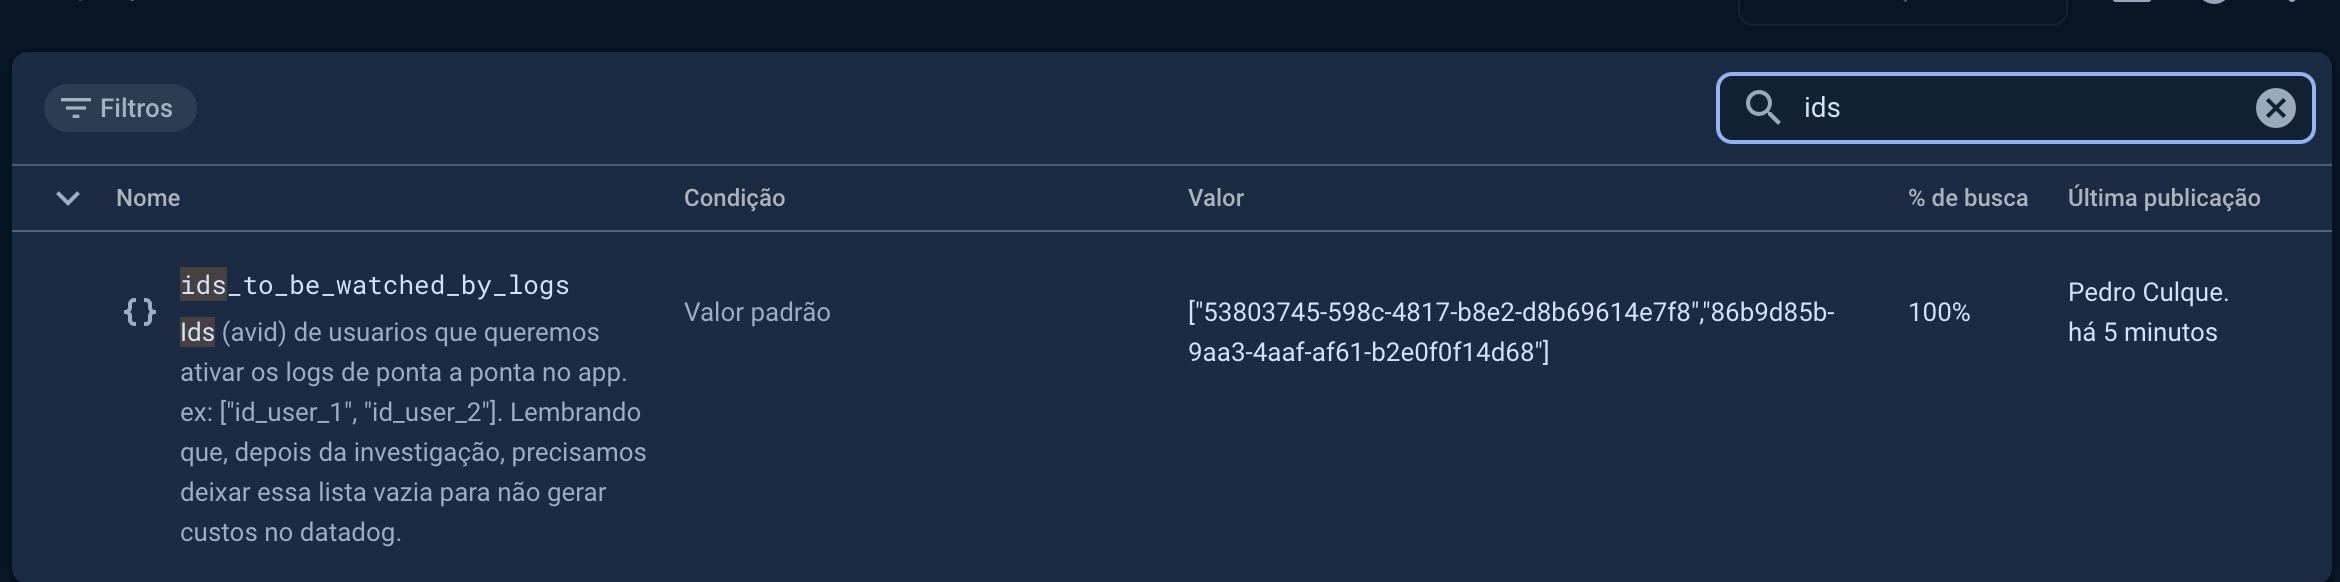 Filtros
ids
Nome Condição Valor % de busca Última publicação
ids_to_be_watched_by_logs
Ids (avid) de usuarios que queremos
ativar os logs de ponta a ponta no app.
ex: ["id_user_1", "id_user_2"]. Lembrando
que, depois da investigação, precisamos
deixar essa lista vazia para não gerar
custos no datadog.
Valor padrão
["53803745-598c-4817-b8e2-d8b69614e7f8","86b9d85b-
9aa3-4aaf-af61-b2e0f0f14d68"]
100%
Pedro Culque.
há 5 minutos